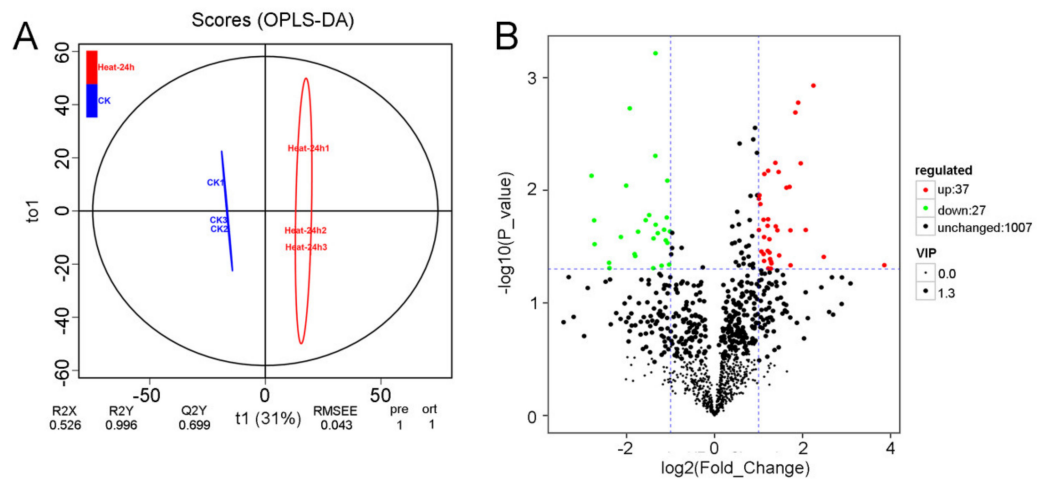 A
Scores (OPLS-DA)
to1
60
40
20
0
-20
-40
-60
Heat-24h
CK
Heat-24h1
CK1
CK3
CK2
Heat-24h2
Heat-24h3
-50 0 50
R2X R2Y Q2Y t1 (31%) RMSEE pre ort
0.526 0.996 0.699 0.043 1 1
B
-log10(P_value)
3
2
1
0
-2 0 2 4
log2(Fold_Change)
regulated
up:37
down:27
unchanged:1007
VIP
0.0
1.3